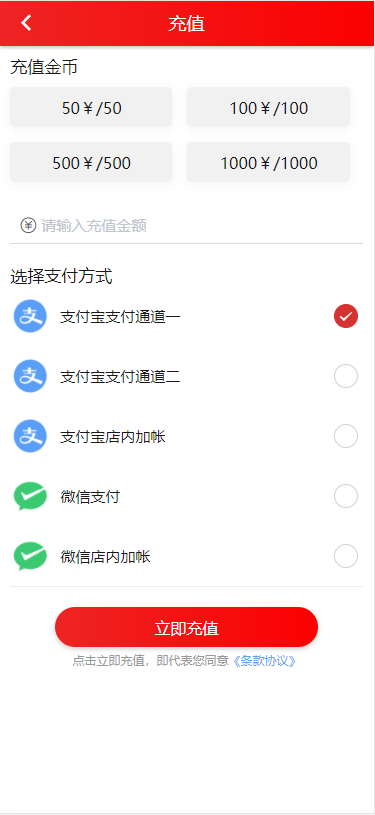 充值
充值金币
50￥/50
100￥/100
500￥/500
1000￥/1000
请输入充值金额
选择支付方式
支付宝支付通道一
支付宝支付通道二
支付宝店内加帐
微信支付
微信店内加帐
立即充值
点击立即充值，即代表您同意《条款协议》